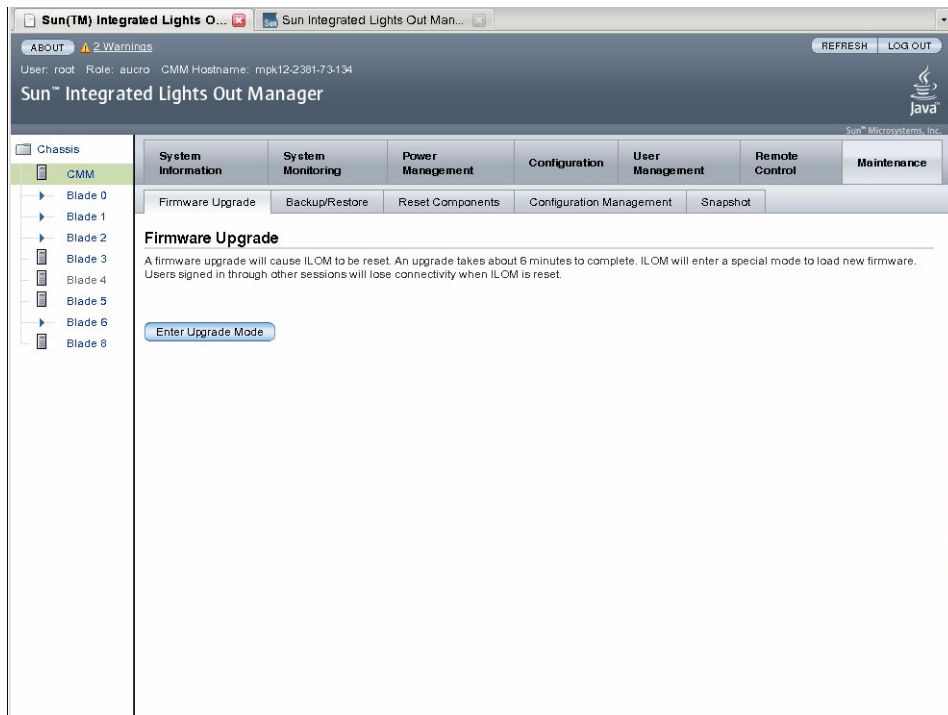 Sun(TM) Integrated Lights O...
Sun Integrated Lights Out Man...
ABOUT
2 Warnings
REFRESH
LOG OUT
User: root Role: aucro CMM Hostname: mpk12-2381-73-134
Sun™ Integrated Lights Out Manager
Java™
Sun™ Microsystems, Inc.
Chassis
CMM
Blade 0
Blade 1
Blade 2
Blade 3
Blade 4
Blade 5
Blade 6
Blade 8
System Information
System Monitoring
Power Management
Configuration
User Management
Remote Control
Maintenance
Firmware Upgrade
Backup/Restore
Reset Components
Configuration Management
Snapshot
Firmware Upgrade
A firmware upgrade will cause ILOM to be reset. An upgrade takes about 6 minutes to complete. ILOM will enter a special mode to load new firmware.
Users signed in through other sessions will lose connectivity when ILOM is reset.
Enter Upgrade Mode